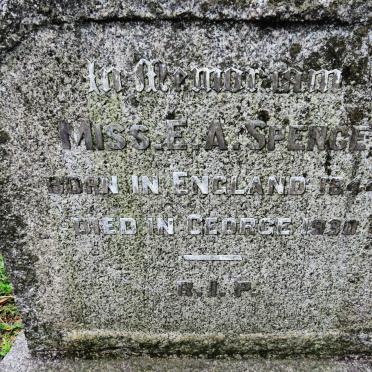 In Memoriam
MISS. E. A. SPENCE
BORN IN ENGLAND
DIED IN GEORGE 1930
R. I. P.